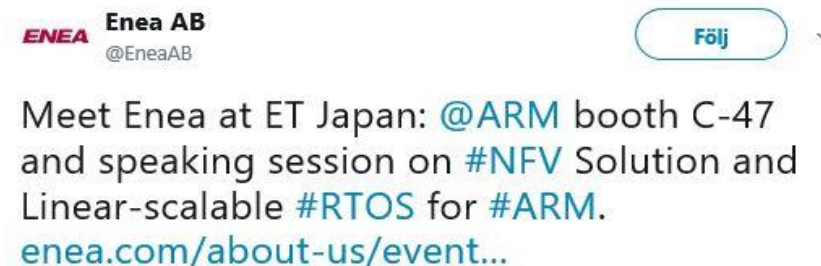 ENEA
Enea AB
@EneaAB
Följ
Meet Enea at ET Japan: @ARM booth C-47
and speaking session on #NFV Solution and
Linear-scalable #RTOS for #ARM.
enea.com/about-us/event...